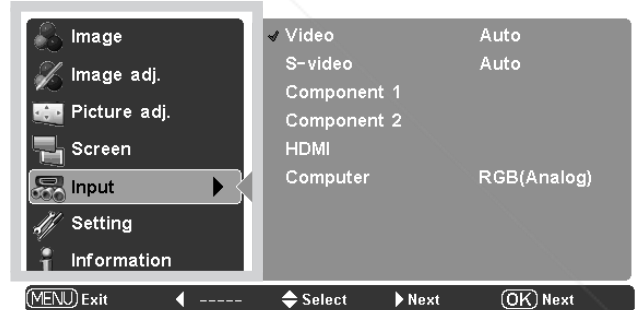 Image
Image adj.
Picture adj.
Screen
Input
Setting
Information
Video Auto
S-video Auto
Component 1
Component 2
HDMI
Computer RGB(Analog)
MENU Exit ----- Select Next OK Next